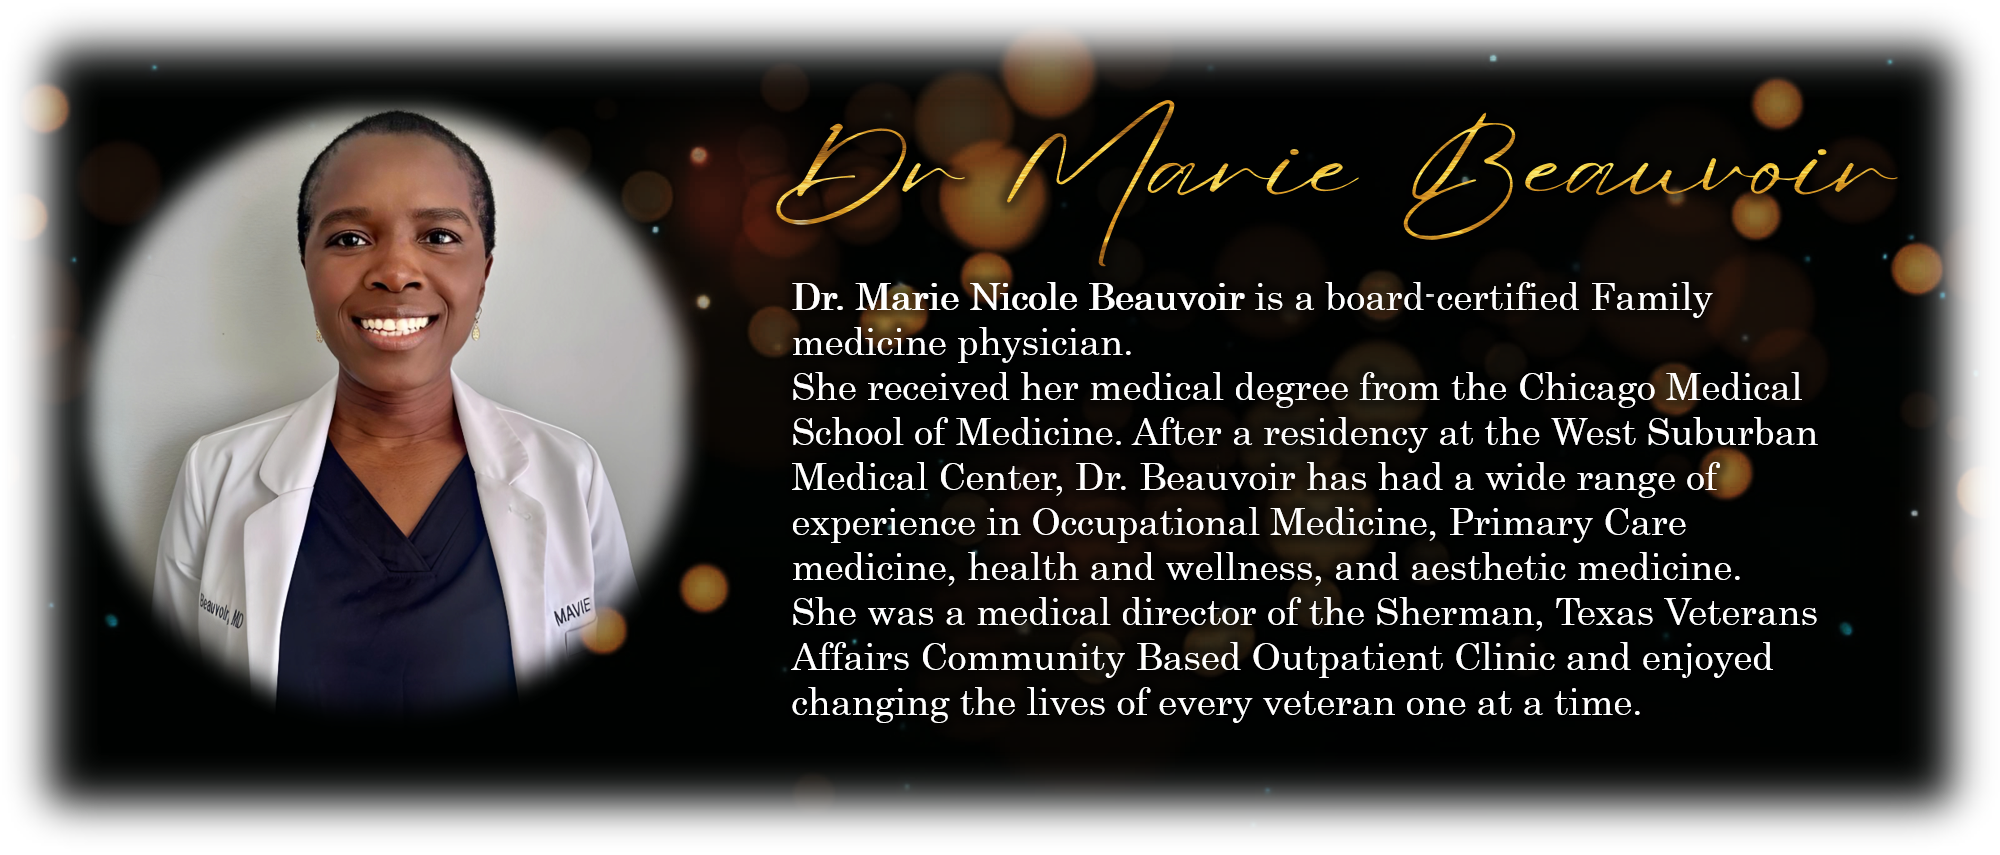 Dr Marie Beauvoir
Dr. Marie Nicole Beauvoir is a board-certified Family
medicine physician.
She received her medical degree from the Chicago Medical
School of Medicine. After a residency at the West Suburban
Medical Center, Dr. Beauvoir has had a wide range of
experience in Occupational Medicine, Primary Care
medicine, health and wellness, and aesthetic medicine.
She was a medical director of the Sherman, Texas Veterans
Affairs Community Based Outpatient Clinic and enjoyed
changing the lives of every veteran one at a time.
Beauvoir, MD
MAVIE